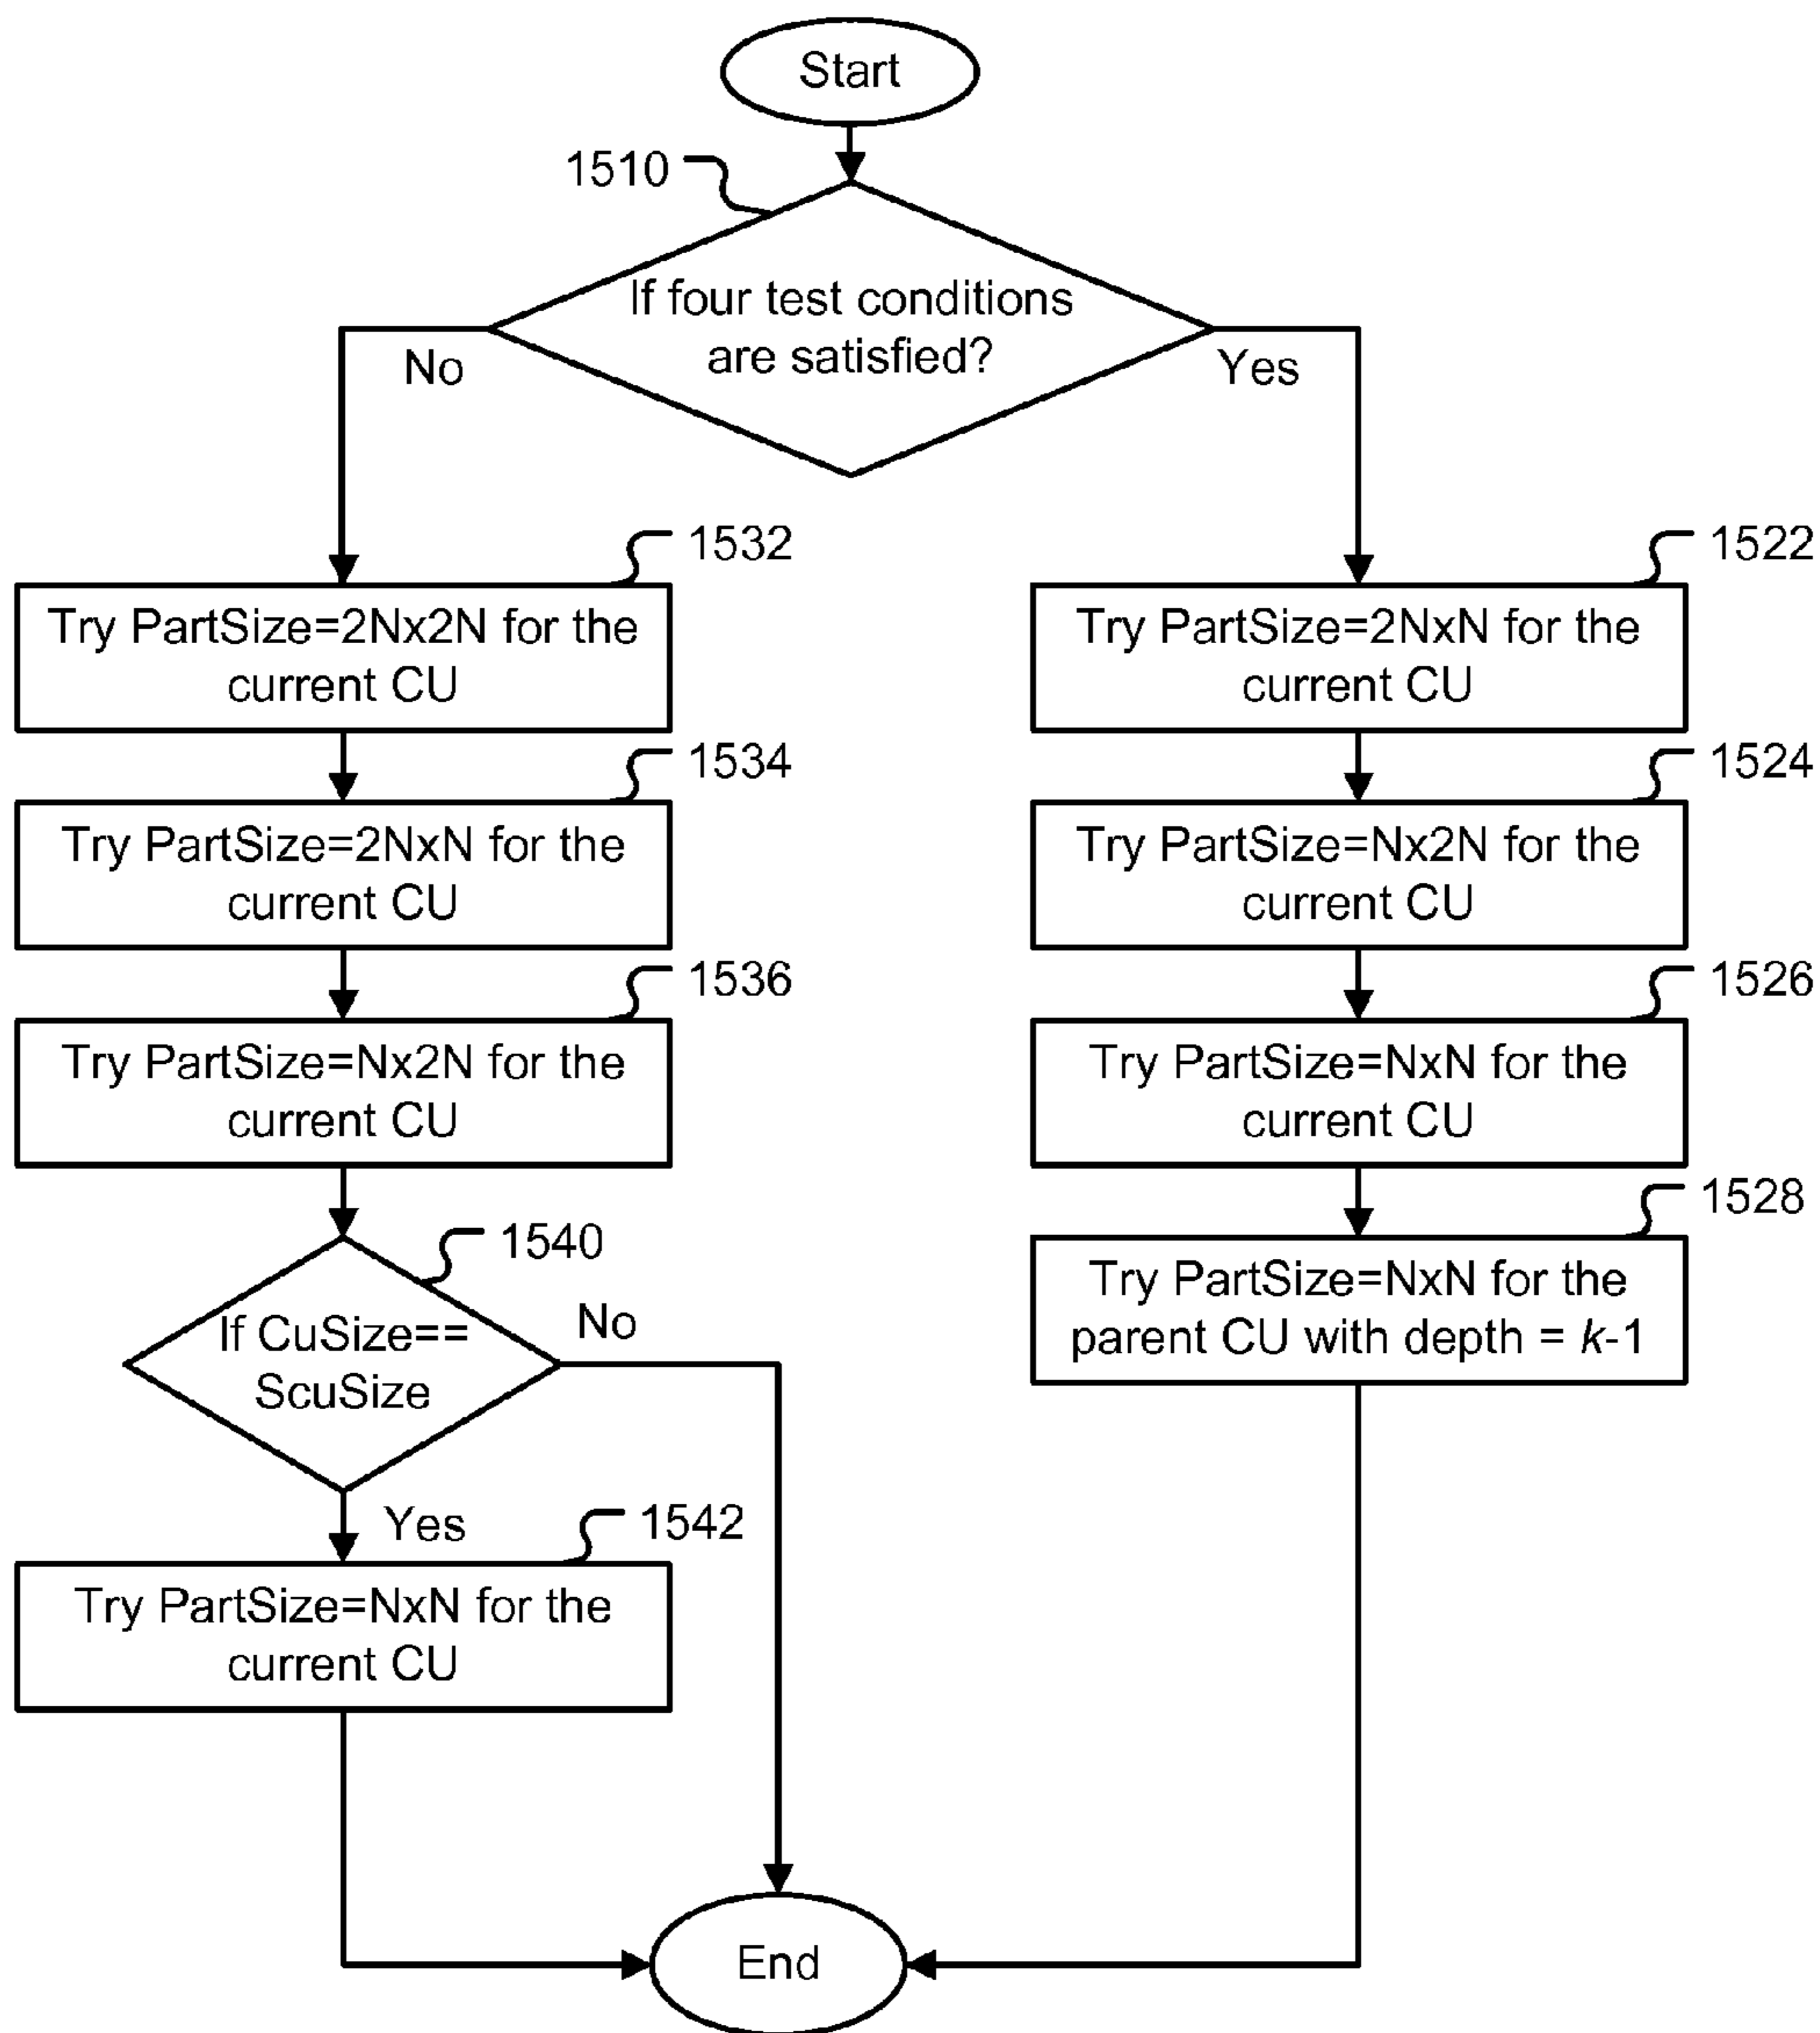 Start
1510
If four test conditions
are satisfied?
No
Yes
1532
Try PartSize=2Nx2N for the
current CU
1534
Try PartSize=2NxN for the
current CU
1536
Try PartSize=Nx2N for the
current CU
1540
If CuSize==
ScuSize
No
Yes
1542
Try PartSize=NxN for the
current CU
1522
Try PartSize=2NxN for the
current CU
1524
Try PartSize=Nx2N for the
current CU
1526
Try PartSize=NxN for the
current CU
1528
Try PartSize=NxN for the
parent CU with depth = k-1
End